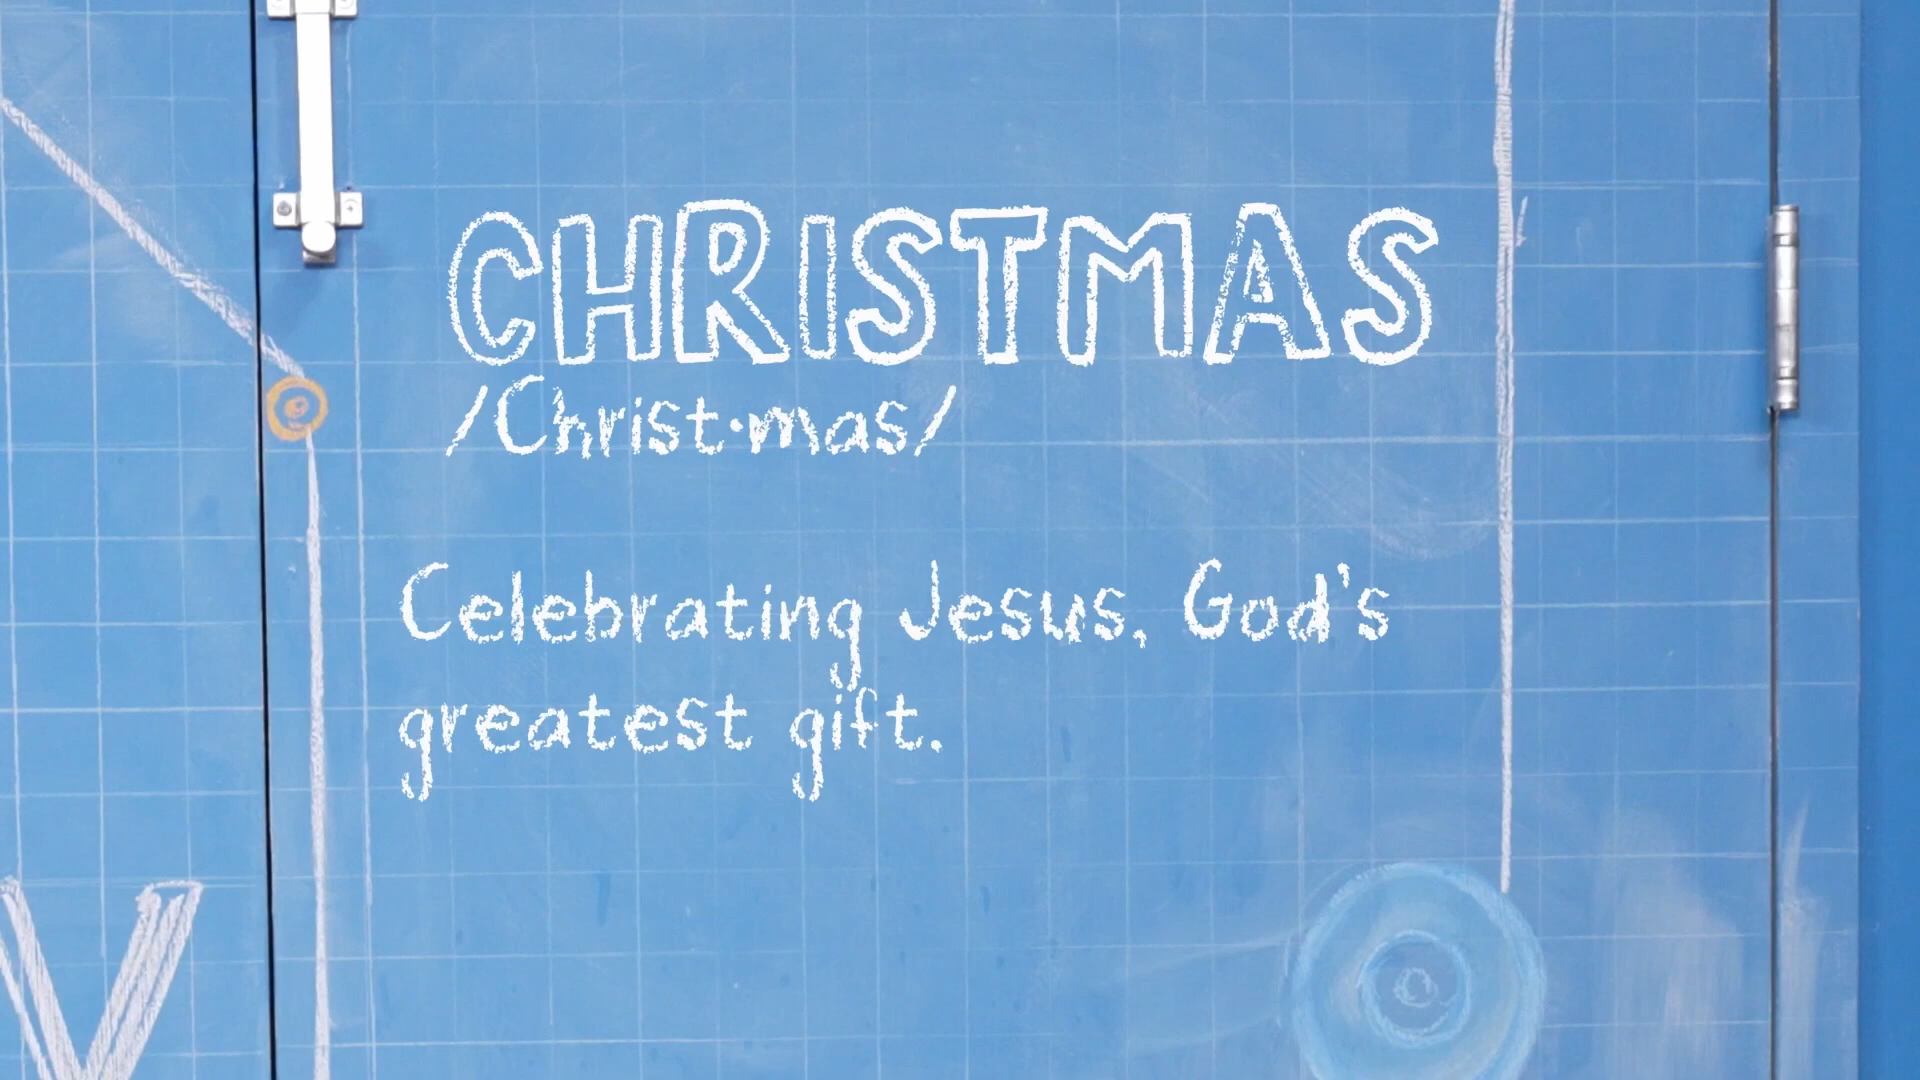 CHRISTMAS
/Christ·mas/
Celebrating Jesus, God's
greatest gift.